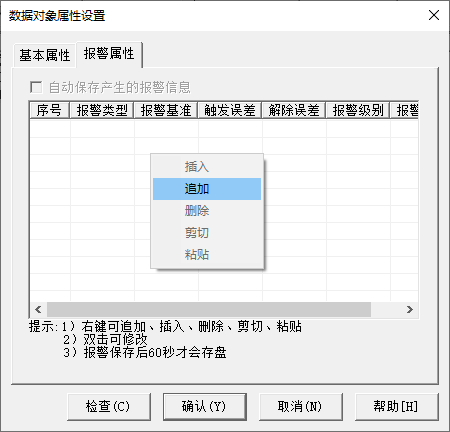 数据对象属性设置
基本属性 报警属性
自动保存产生的报警信息
序号 报警类型 报警基准 触发误差 解除误差 报警级别 报警
插入
追加
删除
剪切
粘贴
提示:1）右键可追加、插入、删除、剪切、粘贴
2）双击可修改
3）报警保存后60秒才会存盘
检查(C) 确认(Y) 取消(N) 帮助[H]